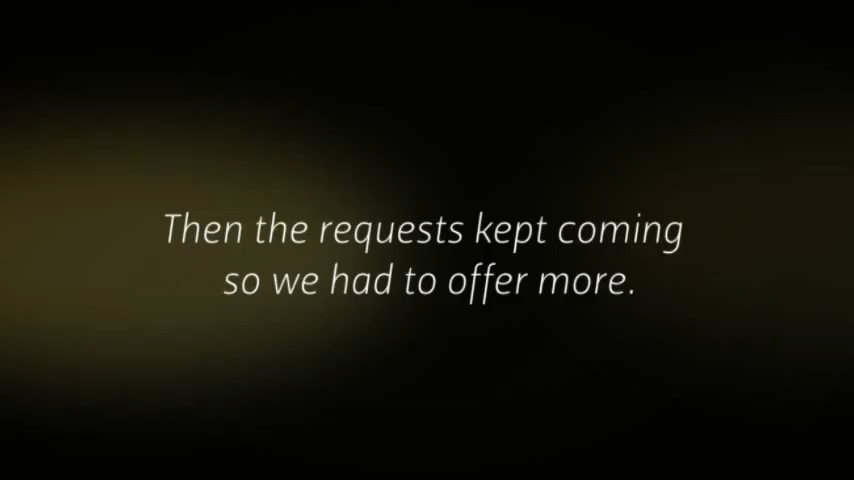 Then the requests kept coming
so we had to offer more.